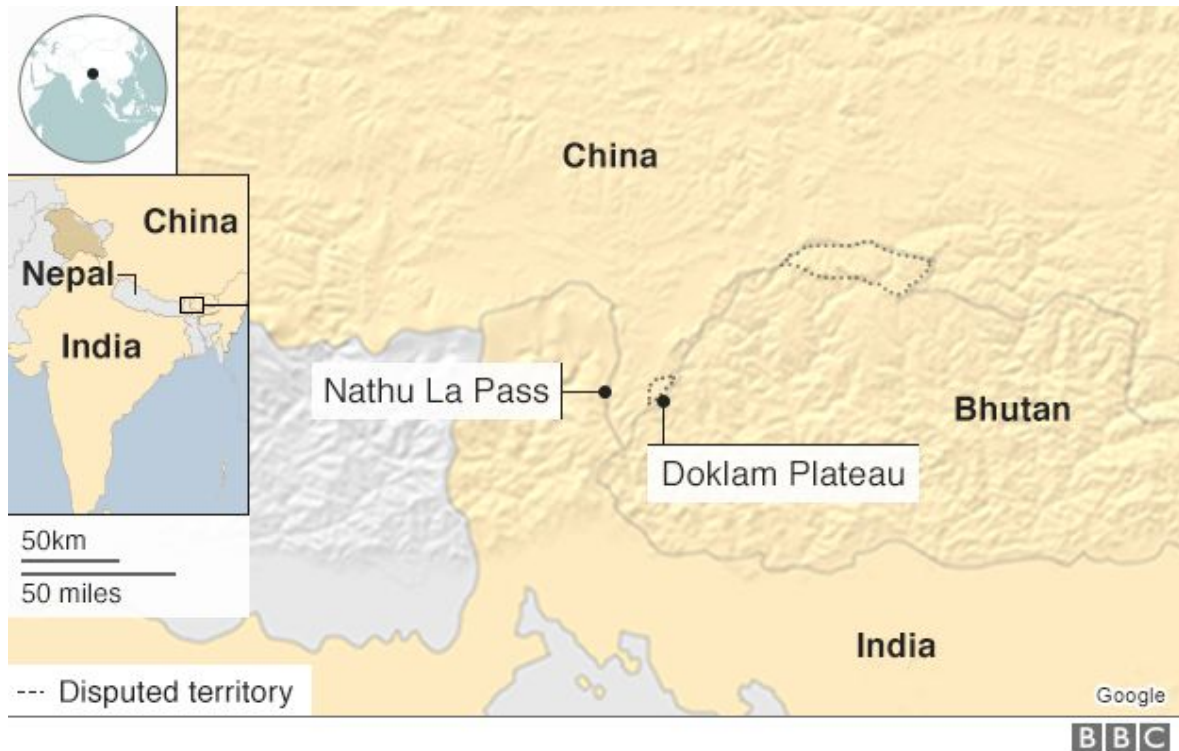 China
China
Nepal
India
Nathu La Pass
Bhutan
Doklam Plateau
50km
50 miles
India
Disputed territory
Google
BBC